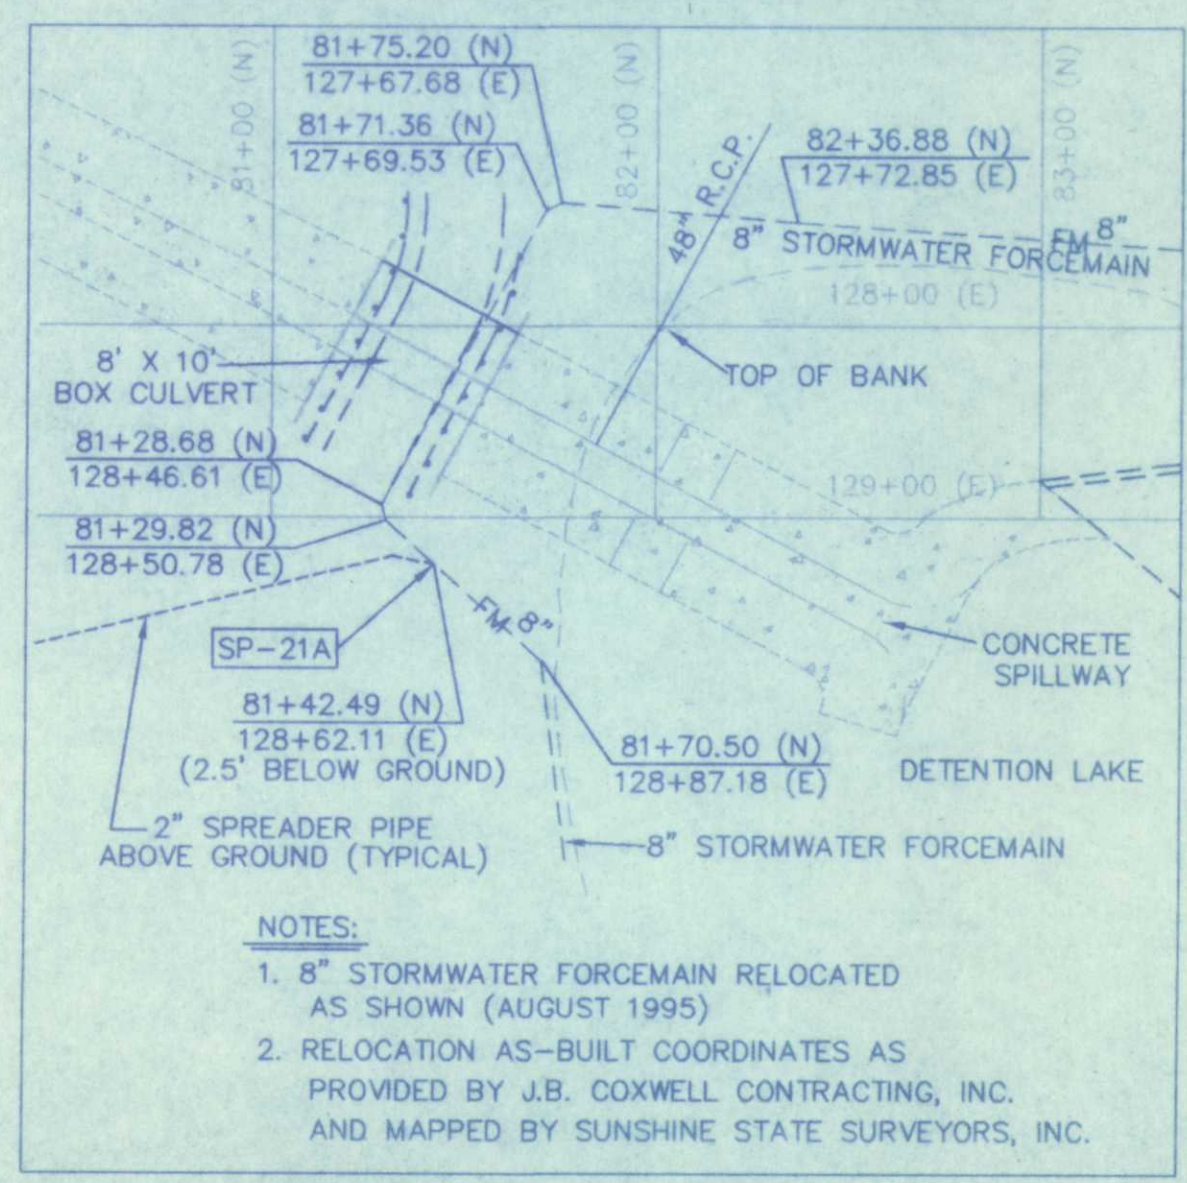 81+00 (N)
81+75.20 (N)
127+67.68 (E)
81+71.36 (N)
127+69.53 (E)
82+00 (N)
48" R.C.P.
82+36.88 (N)
127+72.85 (E)
83+00 (N)
8" STORMWATER FORCEMAIN
FM 8"
128+00 (E)
8' X 10'
BOX CULVERT
TOP OF BANK
81+28.68 (N)
128+46.61 (E)
129+00 (E)
81+29.82 (N)
128+50.78 (E)
FM 8"
SP-21A
CONCRETE
SPILLWAY
81+42.49 (N)
128+62.11 (E)
(2.5' BELOW GROUND)
81+70.50 (N)
128+87.18 (E)
DETENTION LAKE
2" SPREADER PIPE
ABOVE GROUND (TYPICAL)
8" STORMWATER FORCEMAIN
NOTES:
1. 8" STORMWATER FORCEMAIN RELOCATED
AS SHOWN (AUGUST 1995)
2. RELOCATION AS-BUILT COORDINATES AS
PROVIDED BY J.B. COXWELL CONTRACTING, INC.
AND MAPPED BY SUNSHINE STATE SURVEYORS, INC.